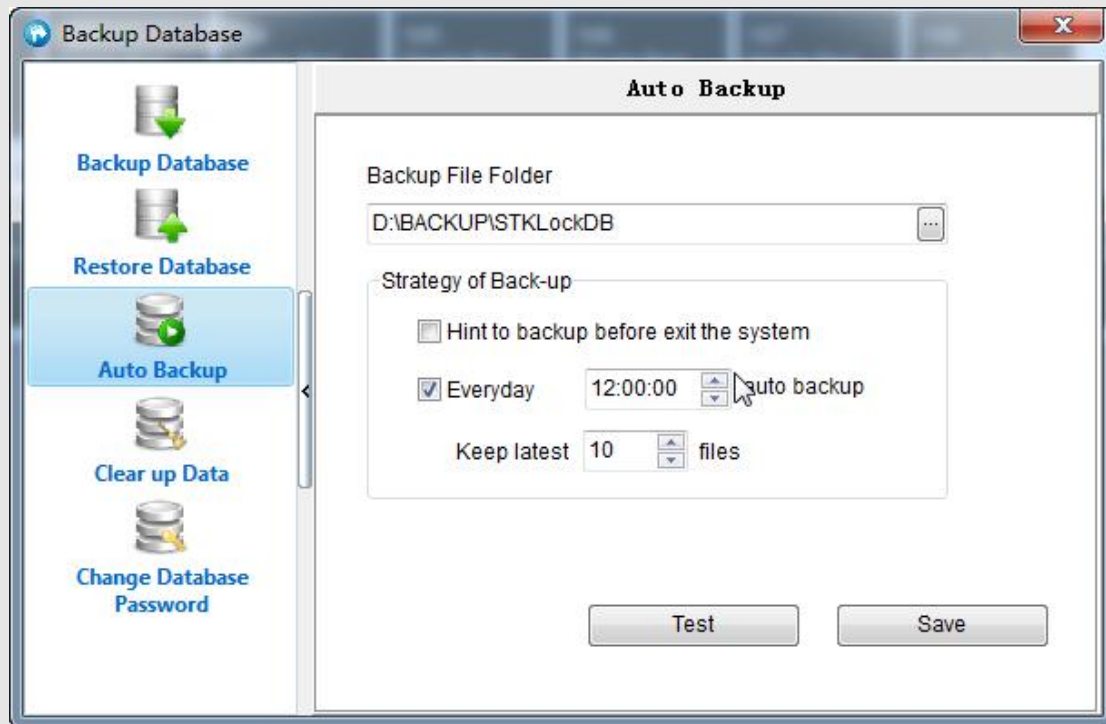 Backup Database
Auto Backup
Backup Database
Restore Database
Auto Backup
Clear up Data
Change Database
Password
Backup File Folder
D:\BACKUP\STKLockDB
...
Strategy of Back-up
Hint to backup before exit the system
Everyday 12:00:00 auto backup
Keep latest 10 files
Test Save